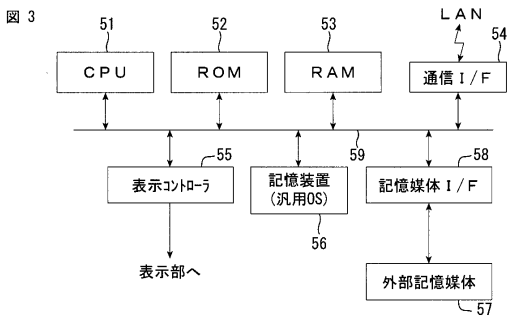 図 3
51
CPU
52
ROM
53
RAM
LAN
54
通信 I/F
59
55
表示ｺﾝﾄﾛｰﾗ
記憶装置
(汎用OS)
56
58
記憶媒体 I/F
表示部へ
外部記憶媒体
57